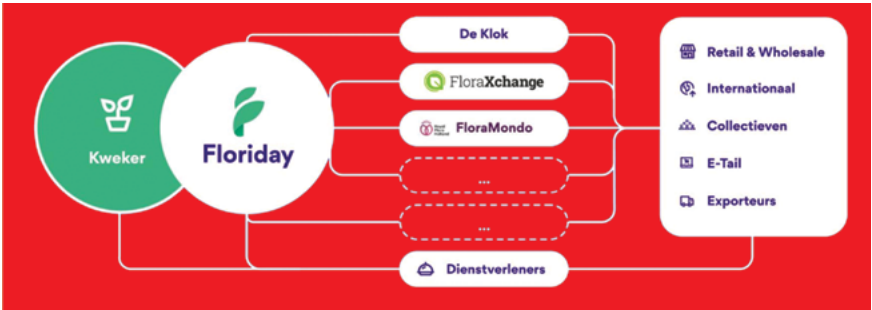 Kweker
Floriday
De Klok
FloraXchange
FloraMondo
...
...
Dienstverleners
Retail & Wholesale
Internationaal
Collectieven
E-Tail
Exporteurs